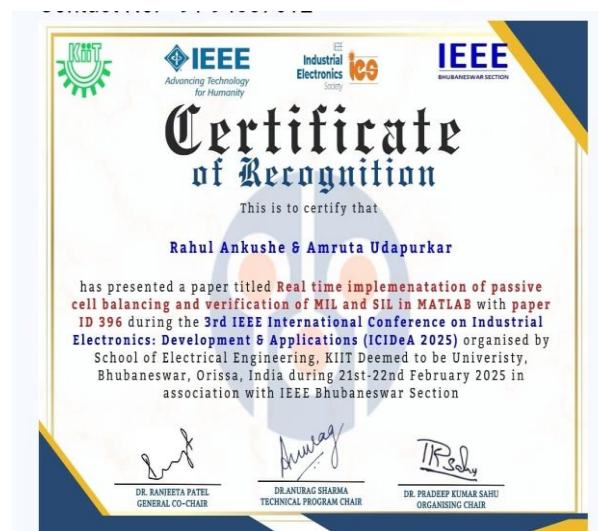 KiiT
IEEE
Advancing Technology
for Humanity
Industrial
Electronics
Society
ies
IEEE
BHUBANESWAR SECTION
Certificate
of Recognition
This is to certify that
Rahul Ankushe & Amruta Udapurkar
has presented a paper titled Real time implemenatation of passive
cell balancing and verification of MIL and SIL in MATLAB with paper
ID 396 during the 3rd IEEE International Conference on Industrial
Electronics: Development & Applications (ICIDeA 2025) organised by
School of Electrical Engineering, KIIT Deemed to be Univeristy,
Bhubaneswar, Orissa, India during 21st-22nd February 2025 in
association with IEEE Bhubaneswar Section
Anurag
DR. RANJEETA PATEL
GENERAL CO-CHAIR
DR.ANURAG SHARMA
TECHNICAL PROGRAM CHAIR
DR. PRADEEP KUMAR SAHU
ORGANISING CHAIR